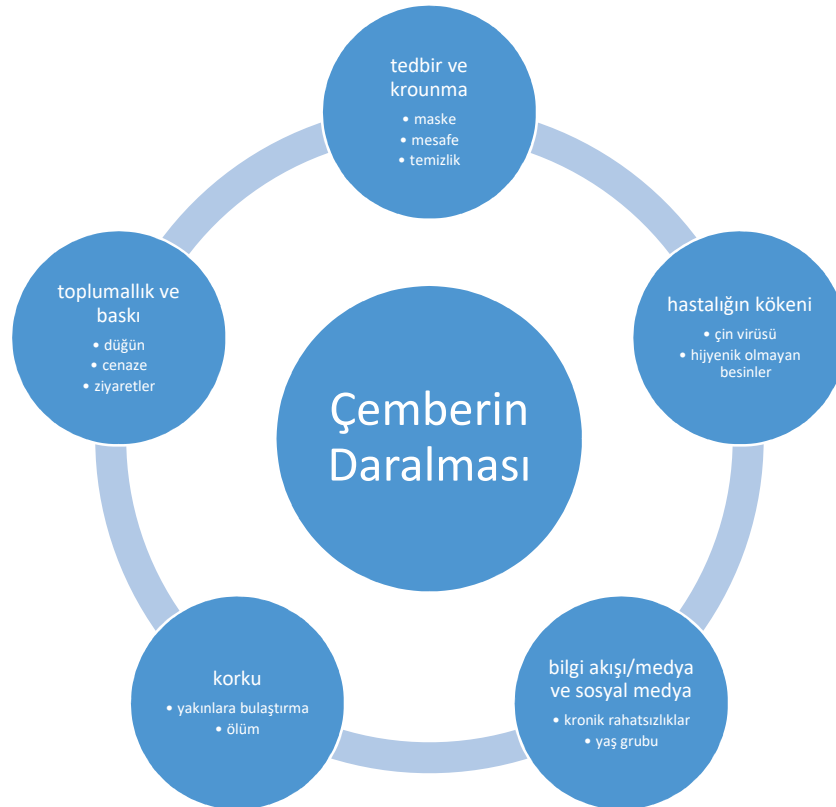 tedbir ve
krounma
• maske
• mesafe
• temizlik
hastalığın kökeni
• çin virüsü
• hijyenik olmayan
besinler
bilgi akışı/medya
ve sosyal medya
• kronik rahatsızlıklar
• yaş grubu
korku
• yakınlara bulaştırma
• ölüm
toplumallık ve
baskı
• düğün
• cenaze
• ziyaretler
Çemberin
Daralması